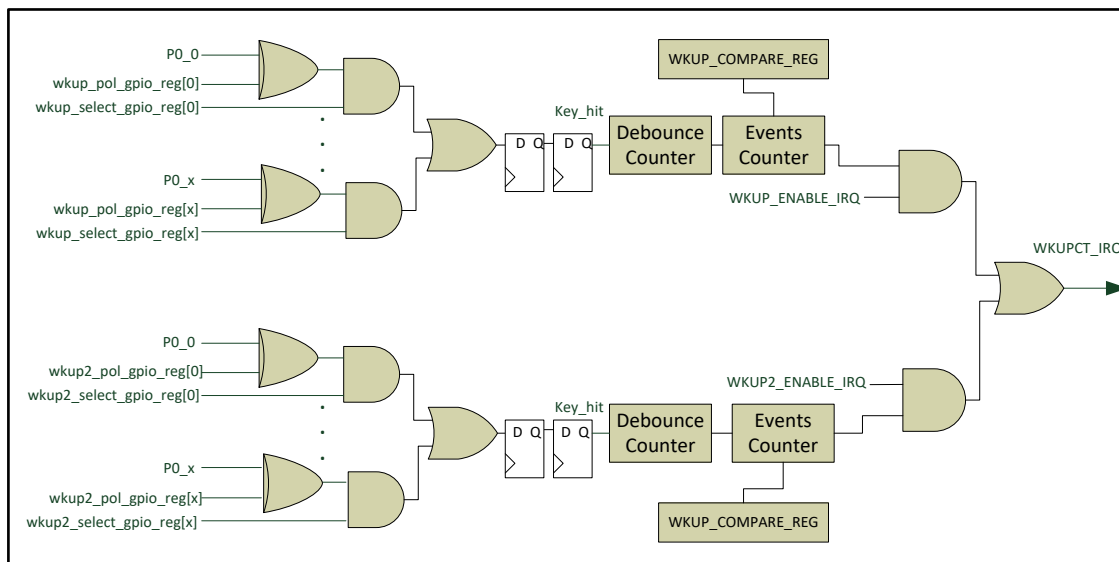 P0_0
wkup_pol_gpio_reg[0]
wkup_select_gpio_reg[0]
P0_x
wkup_pol_gpio_reg[x]
wkup_select_gpio_reg[x]
D Q
D Q
Key_hit
Debounce
Counter
WKUP_COMPARE_REG
Events
Counter
WKUP_ENABLE_IRQ
WKUPCT_IRQ
P0_0
wkup2_pol_gpio_reg[0]
wkup2_select_gpio_reg[0]
P0_x
wkup2_pol_gpio_reg[x]
wkup2_select_gpio_reg[x]
D Q
D Q
Key_hit
Debounce
Counter
Events
Counter
WKUP2_ENABLE_IRQ
WKUP_COMPARE_REG